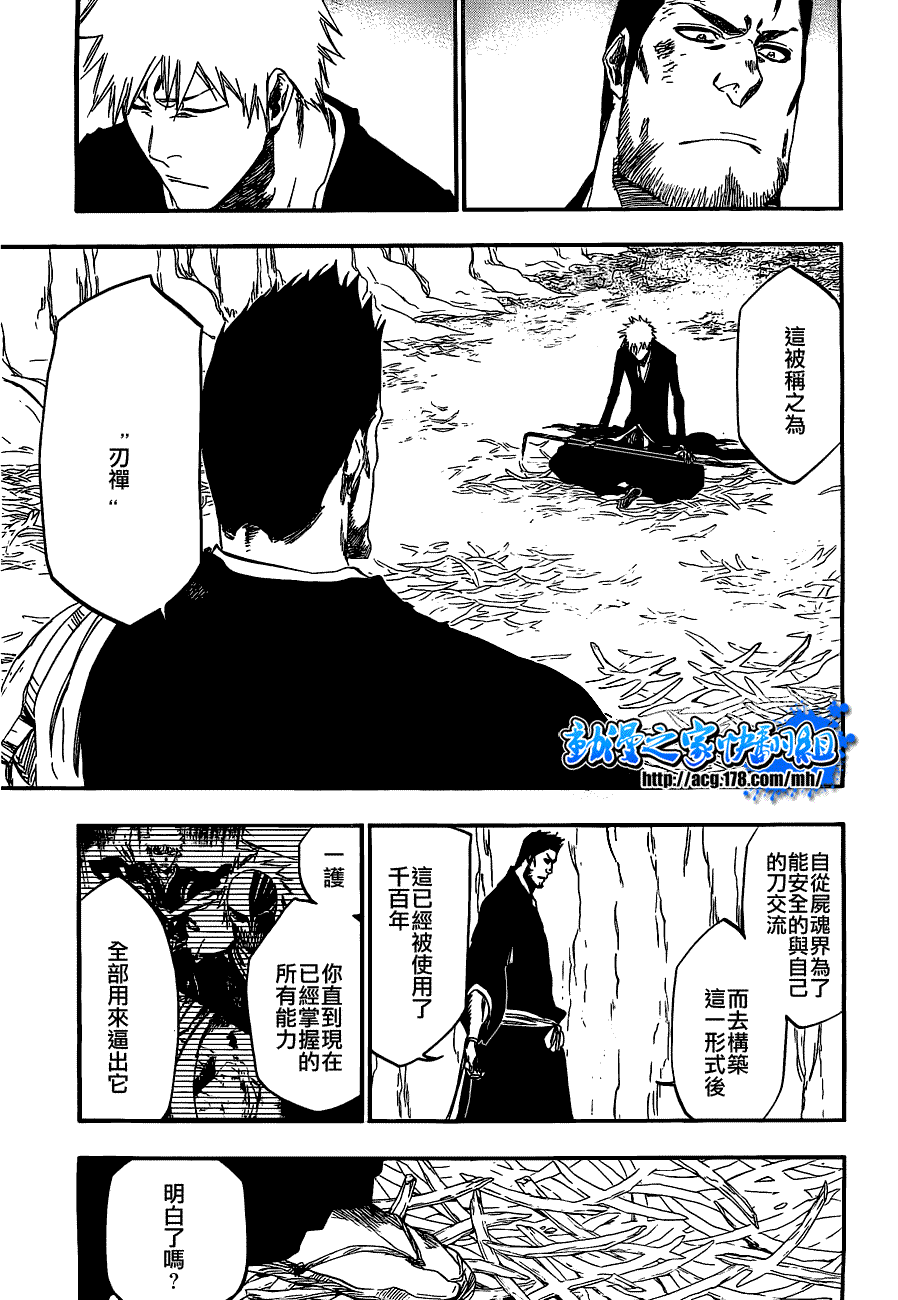 這被稱之為
”刃禪“
動漫之家快翻組
http://acg.178.com/mh/
自從屍魂界為了
能安全的與自己
的刀交流
而去構築
這一形式後
這已經被使用了
千百年
一護
你直到現在
已經掌握的
所有能力
全部用來逼出它
明白了嗎？